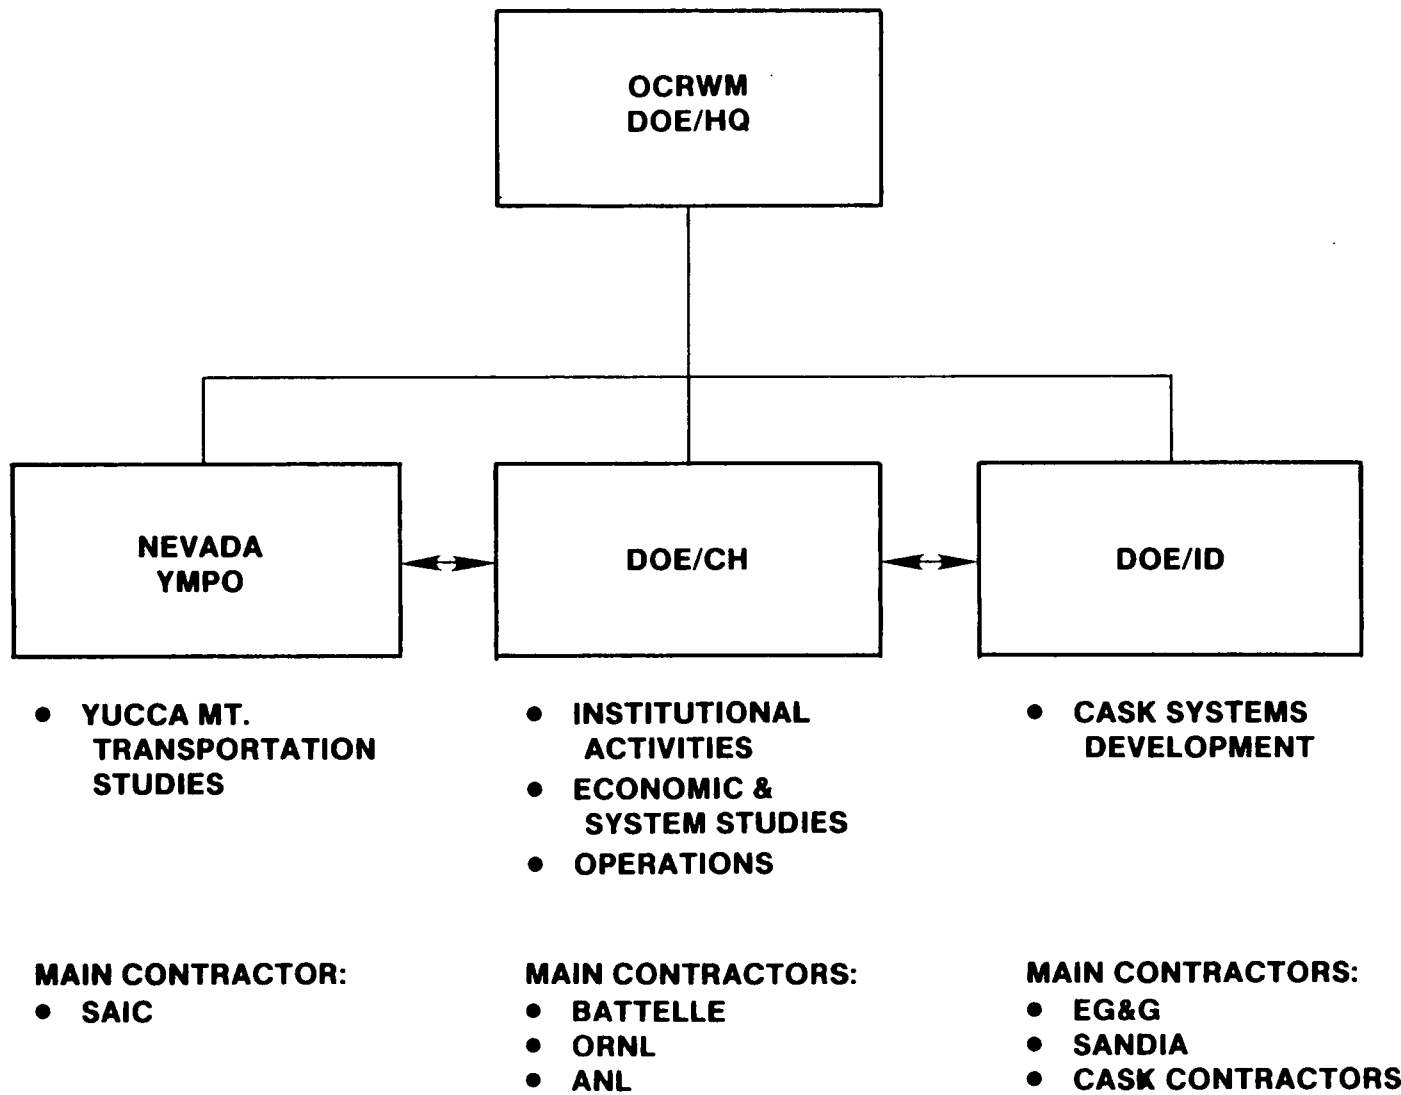 OCRWM
DOE/HQ
NEVADA
YMPO
DOE/CH
DOE/ID
● YUCCA MT.
TRANSPORTATION
STUDIES
● INSTITUTIONAL
ACTIVITIES
● ECONOMIC &
SYSTEM STUDIES
● OPERATIONS
● CASK SYSTEMS
DEVELOPMENT
MAIN CONTRACTOR:
● SAIC
MAIN CONTRACTORS:
● BATTELLE
● ORNL
● ANL
MAIN CONTRACTORS:
● EG&G
● SANDIA
● CASK CONTRACTORS